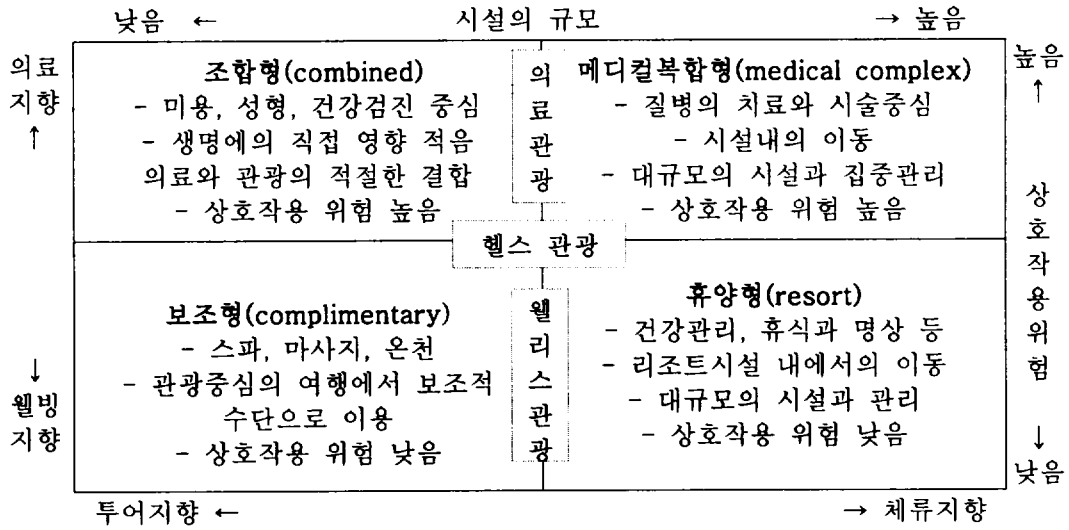 낮음 ← 시설의 규모 → 높음
의료
지향
↑
조합형(combined)
- 미용, 성형, 건강검진 중심
- 생명에의 직접 영향 적음
의료와 관광의 적절한 결합
- 상호작용 위험 높음
의료관광
메디컬복합형(medical complex)
- 질병의 치료와 시술중심
- 시설내의 이동
- 대규모의 시설과 집중관리
- 상호작용 위험 높음
높음
↑
상호작용위험
↓
낮음
헬스 관광
↓
웰빙
지향
보조형(complimentary)
- 스파, 마사지, 온천
- 관광중심의 여행에서 보조적
수단으로 이용
- 상호작용 위험 낮음
웰리스관광
휴양형(resort)
- 건강관리, 휴식과 명상 등
- 리조트시설 내에서의 이동
- 대규모의 시설과 관리
- 상호작용 위험 낮음
투어지향 ← → 체류지향